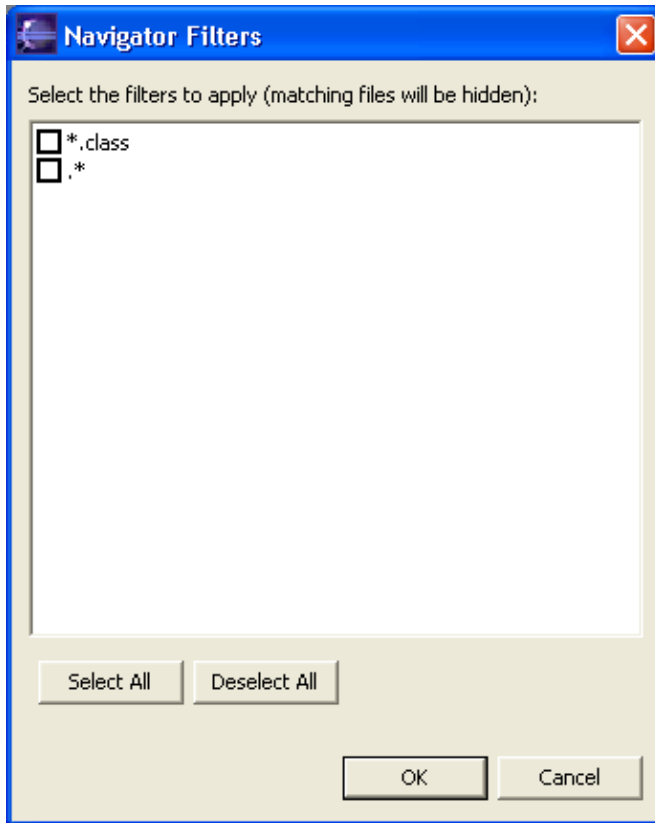 Navigator Filters
Select the filters to apply (matching files will be hidden):
*.class
.*
Select All Deselect All
OK Cancel